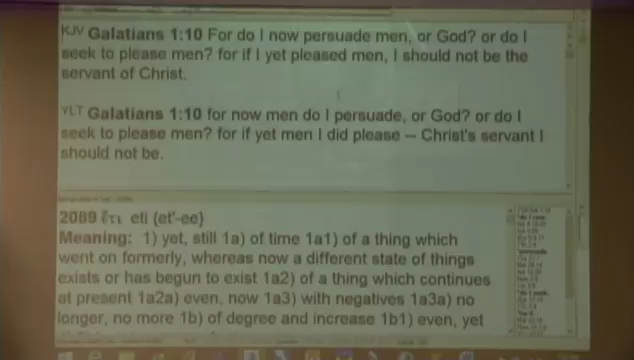 KJV Galatians 1:10 For do I now persuade men, or God? or do I
seek to please men? for if I yet pleased men, I should not be the
servant of Christ.
YLT Galatians 1:10 for now men do I persuade, or God? or do I
seek to please men? for if yet men I did please -- Christ's servant I
should not be.
2089 ἔτι eti {et'-ee}
Meaning: 1) yet, still 1a) of time 1a1) of a thing which
went on formerly, whereas now a different state of things
exists or has begun to exist 1a2) of a thing which continues
at present 1a2a) even, now 1a3) with negatives 1a3a) no
longer, no more 1b) of degree and increase 1b1) even, yet